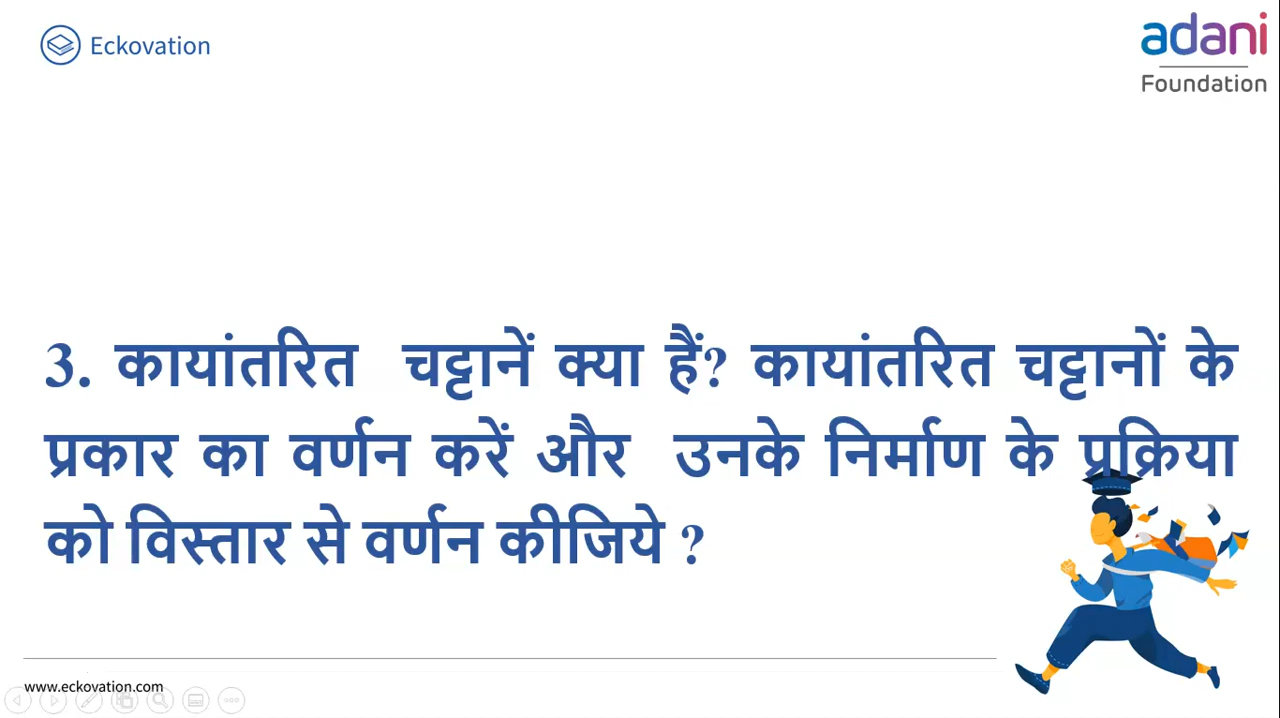 Eckovation
adani
Foundation
3. कायांतरित चट्टानें क्या हैं? कायांतरित चट्टानों के
प्रकार का वर्णन करें और उनके निर्माण के प्रक्रिया
को विस्तार से वर्णन कीजिये ?
www.eckovation.com